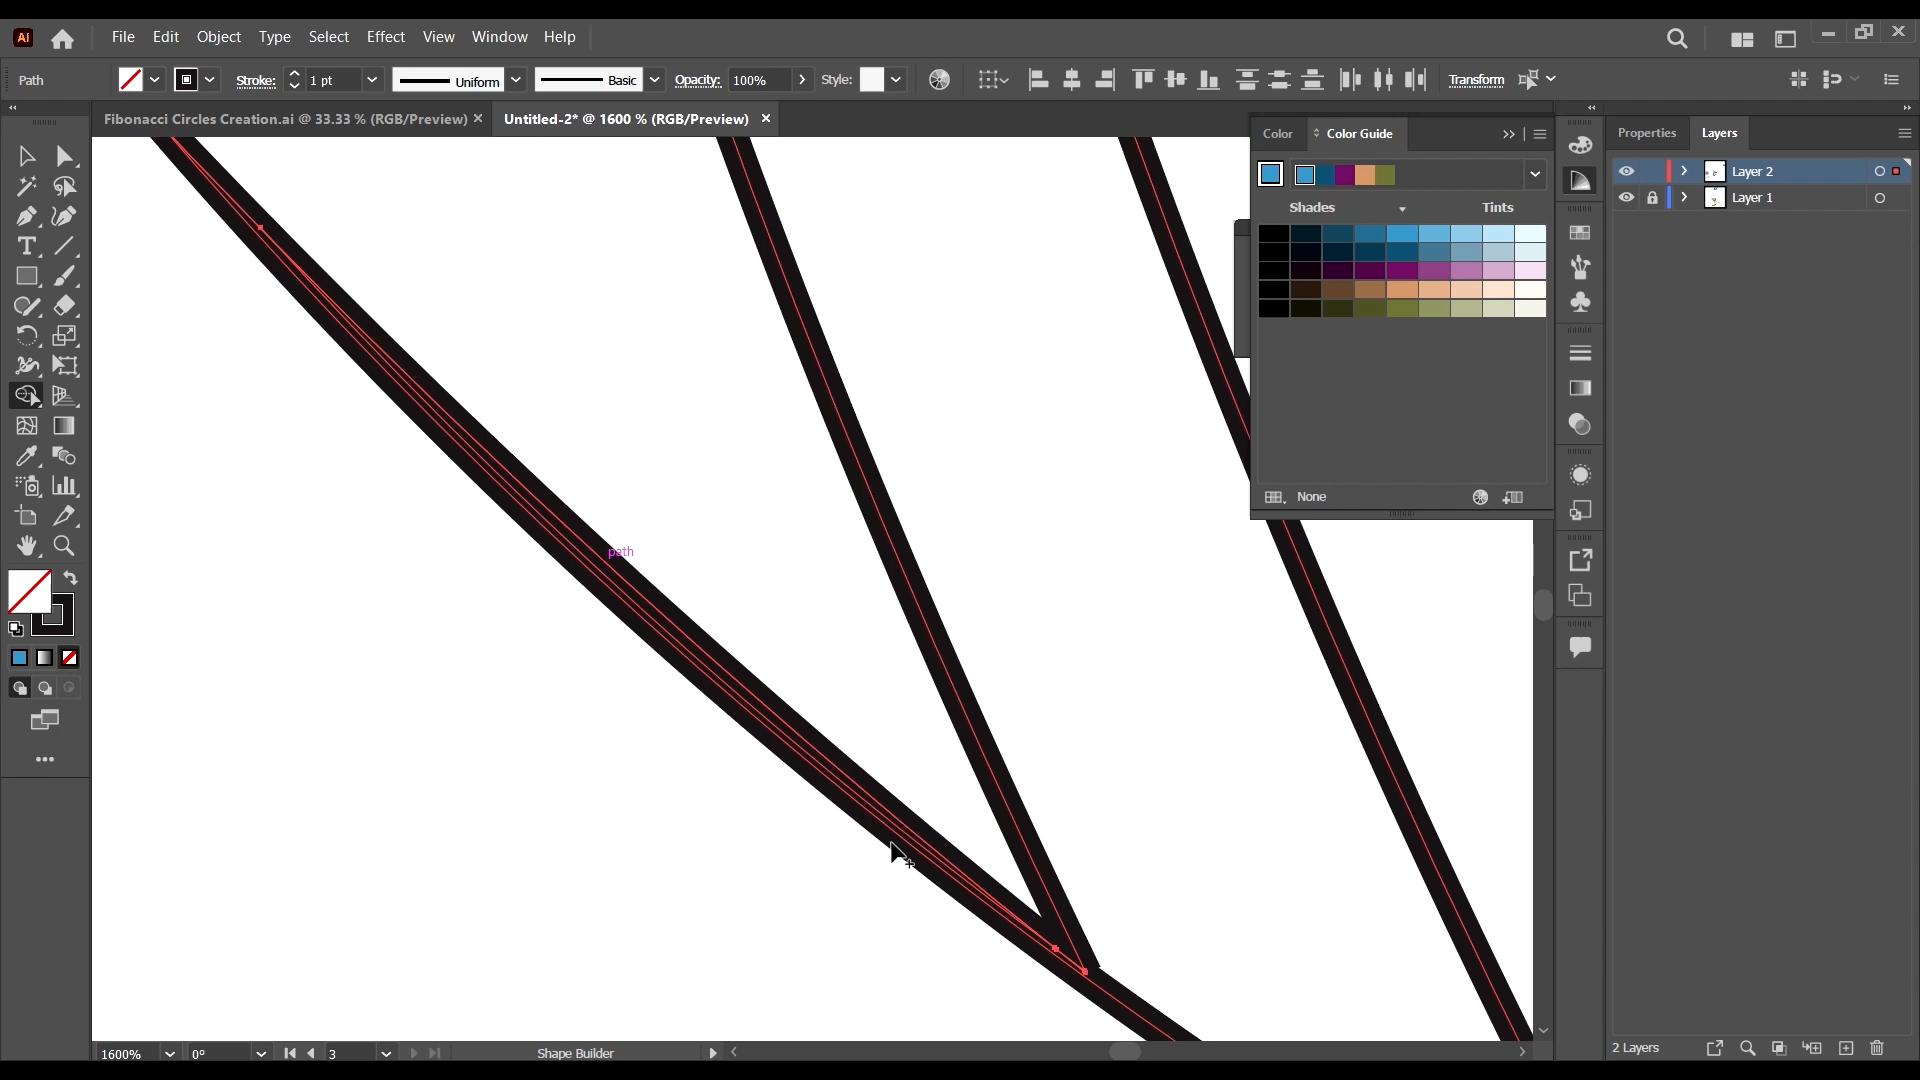 Ai
File Edit Object Type Select Effect View Window Help
Path
Stroke: 1 pt Uniform Basic Opacity: 100% Style: Transform
Fibonacci Circles Creation.ai @ 33.33 % (RGB/Preview) Untitled-2* @ 1600 % (RGB/Preview)
Color Color Guide
Properties Layers
Shades Tints
None
Layer 2
Layer 1
path
1600% 0° 3 Shape Builder
2 Layers